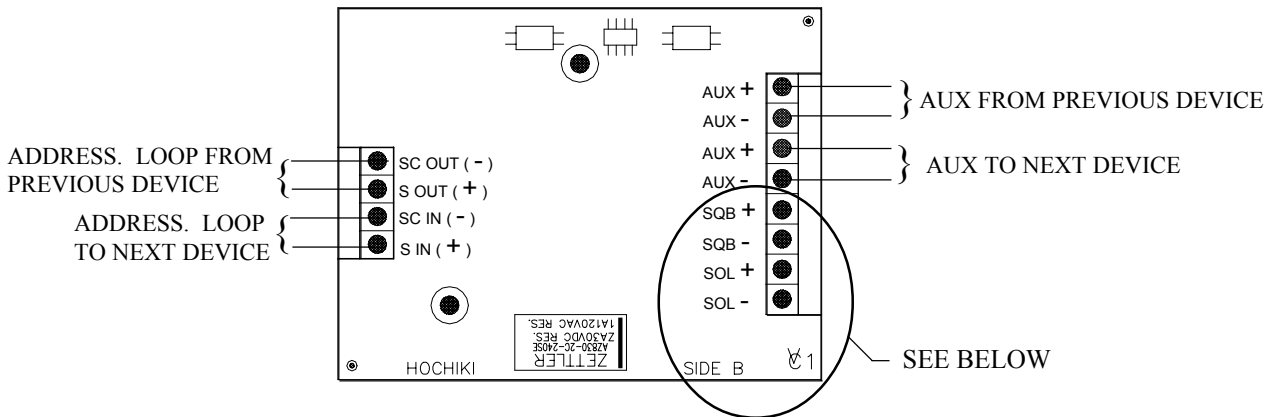 AUX +
AUX -
AUX +
AUX -
SQB +
SQB -
SOL +
SOL -
} AUX FROM PREVIOUS DEVICE
} AUX TO NEXT DEVICE
ADDRESS. LOOP FROM
PREVIOUS DEVICE
ADDRESS. LOOP
TO NEXT DEVICE
SC OUT ( - )
S OUT ( + )
SC IN ( - )
S IN ( + )
ZETTLER
AZ830-2C-240SE
ZA30VDC RES.
1A120VAC RES.
HOCHIKI
SIDE B
SEE BELOW